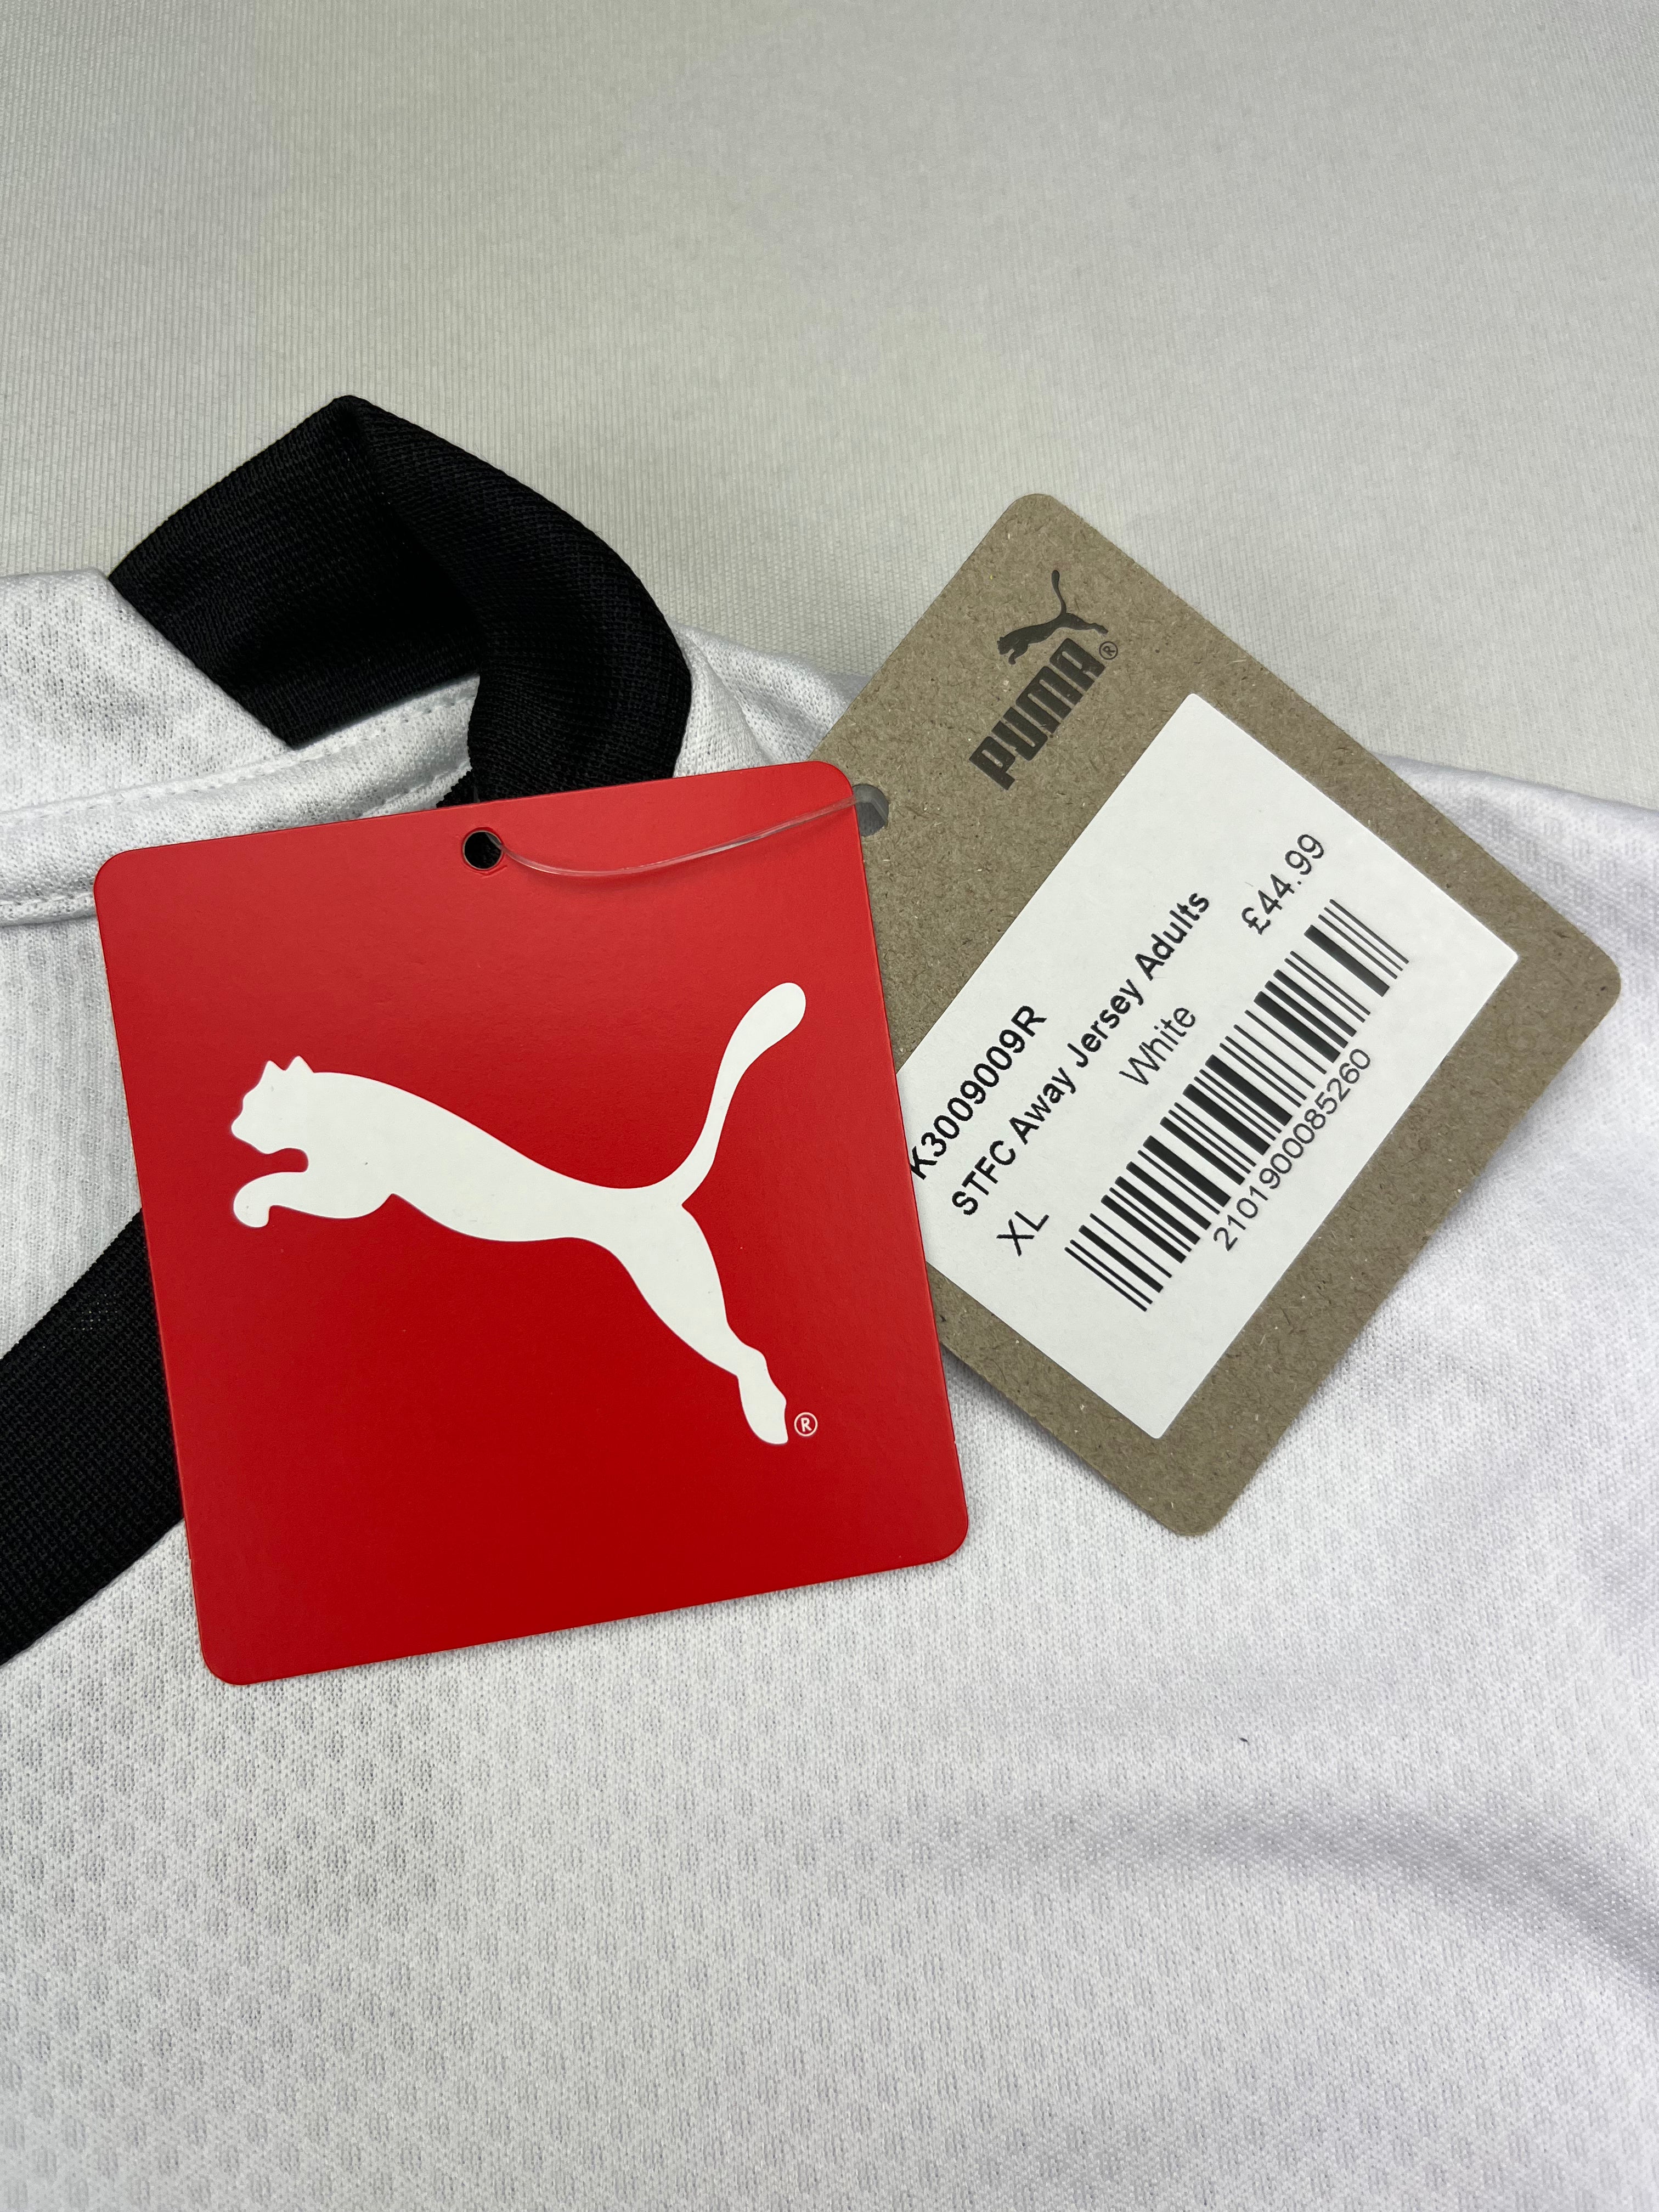 PUMA®
K3009009R
STFC Away Jersey Adults
White
XL
£44.99
2101900085260
®